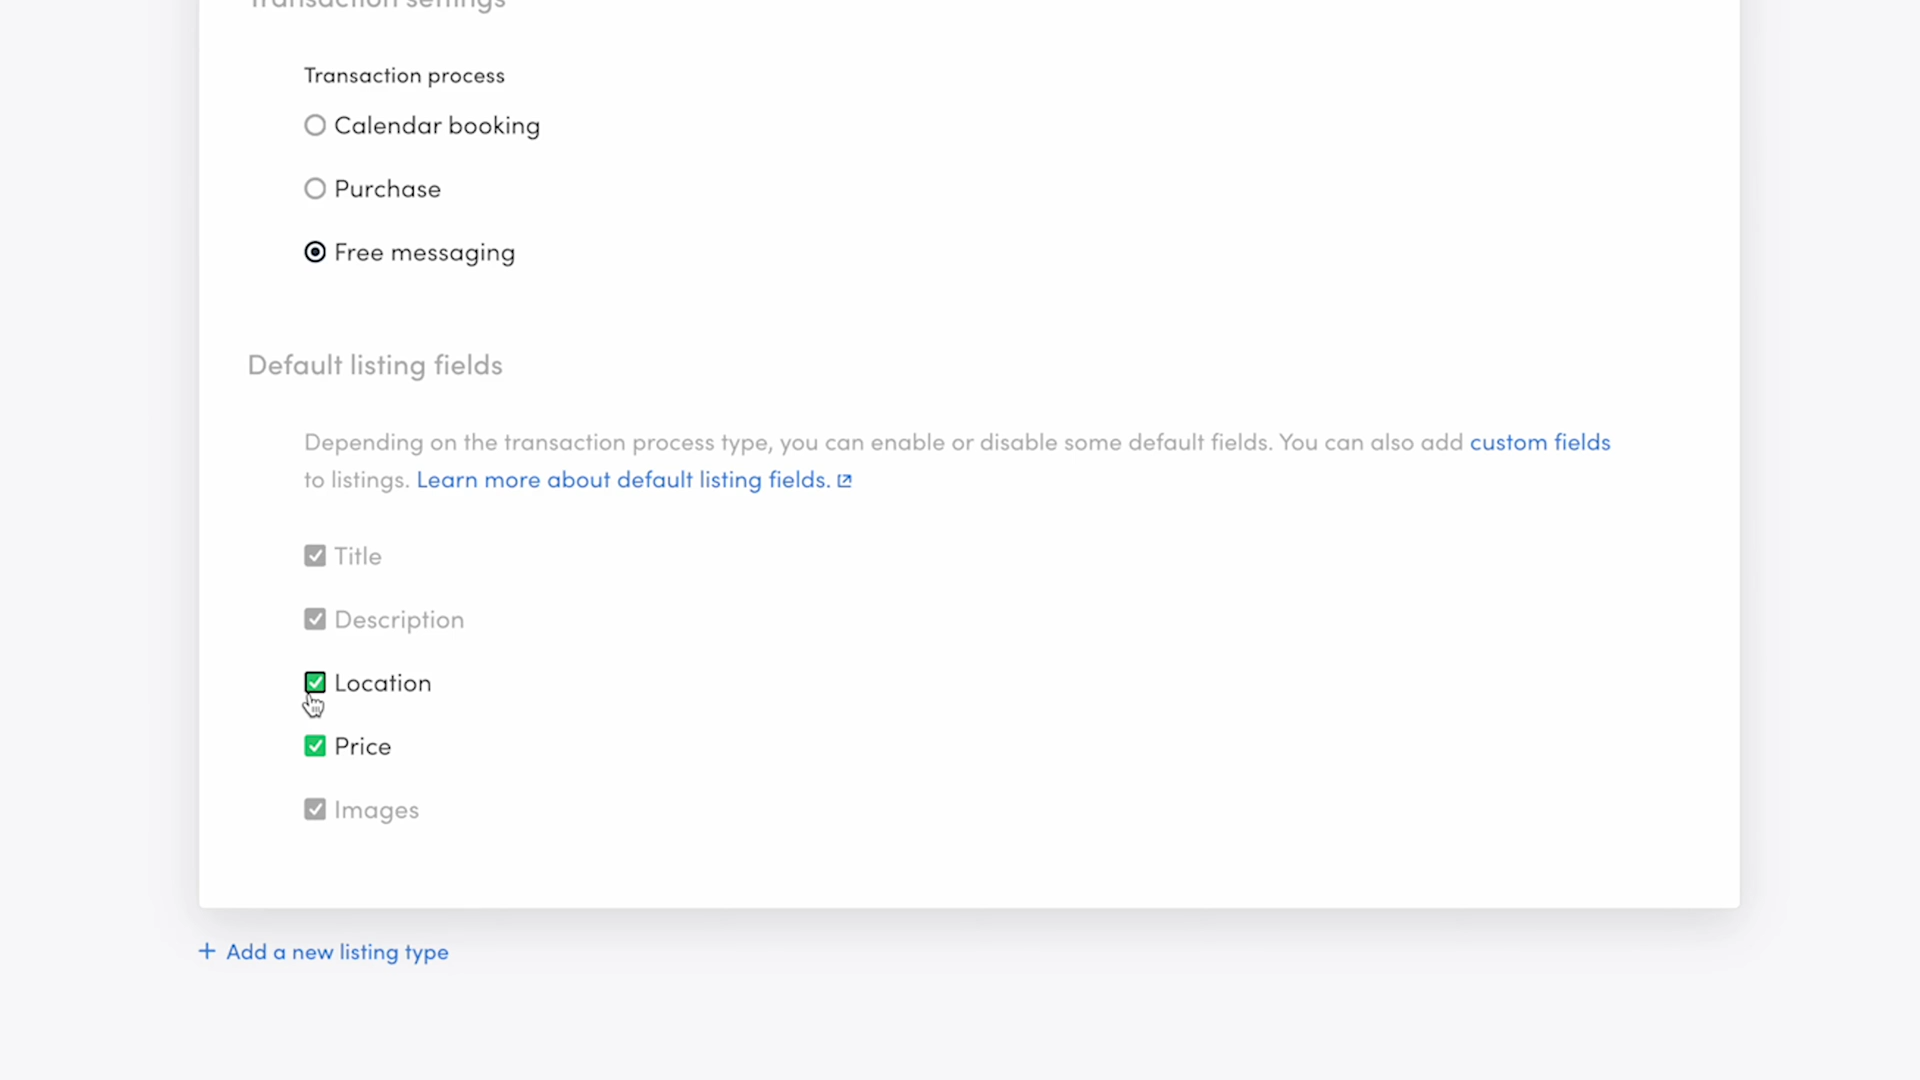 Transaction settings
Transaction process
Calendar booking
Purchase
Free messaging
Default listing fields
Depending on the transaction process type, you can enable or disable some default fields. You can also add custom fields
to listings. Learn more about default listing fields.
Title
Description
Location
Price
Images
+ Add a new listing type